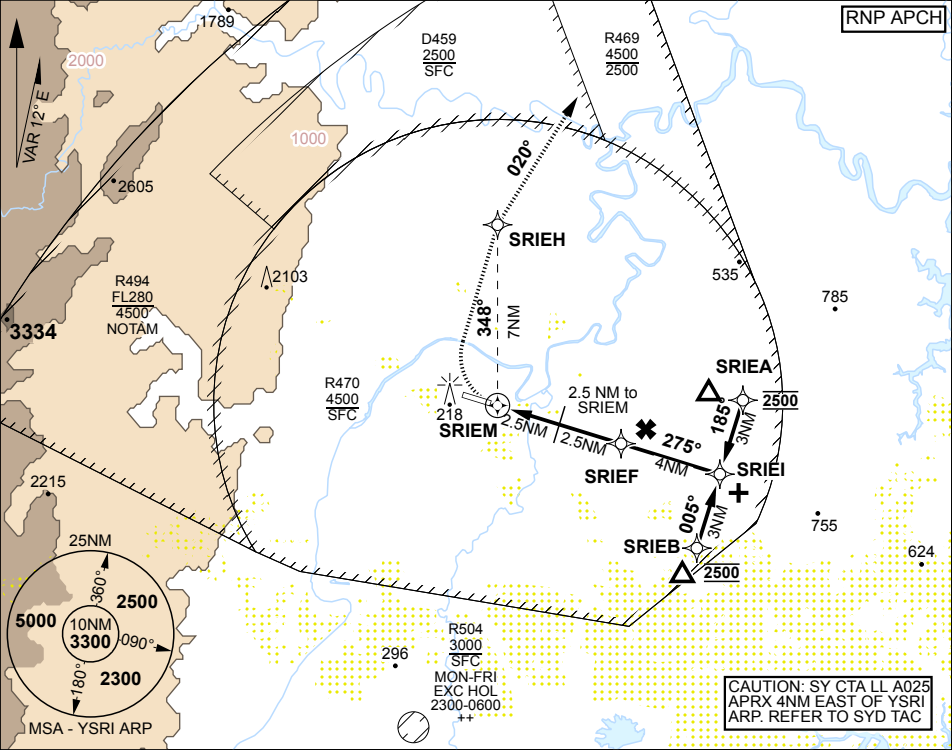 RNP APCH
1789
D459
2500
SFC
R469
4500
2500
2000
VAR 12° E
1000
020°
2605
SRIEH
2103
535
R494
FL280
4500
NOTAM
785
3334
348°
7NM
SRIEA
R470
4500
SFC
2.5 NM to
SRIEM
2500
218
185°
3NM
SRIEM
2.5NM
2.5NM
275°
4NM
SRIEF
SRIEI
2215
005°
3NM
755
25NM
SRIEB
624
2500
360°
5000
2500
10NM
3300
090°
180°
2300
R504
3000
SFC
MON-FRI
EXC HOL
2300-0600
++
296
CAUTION: SY CTA LL A025
APRX 4NM EAST OF YSRI
ARP. REFER TO SYD TAC
MSA - YSRI ARP